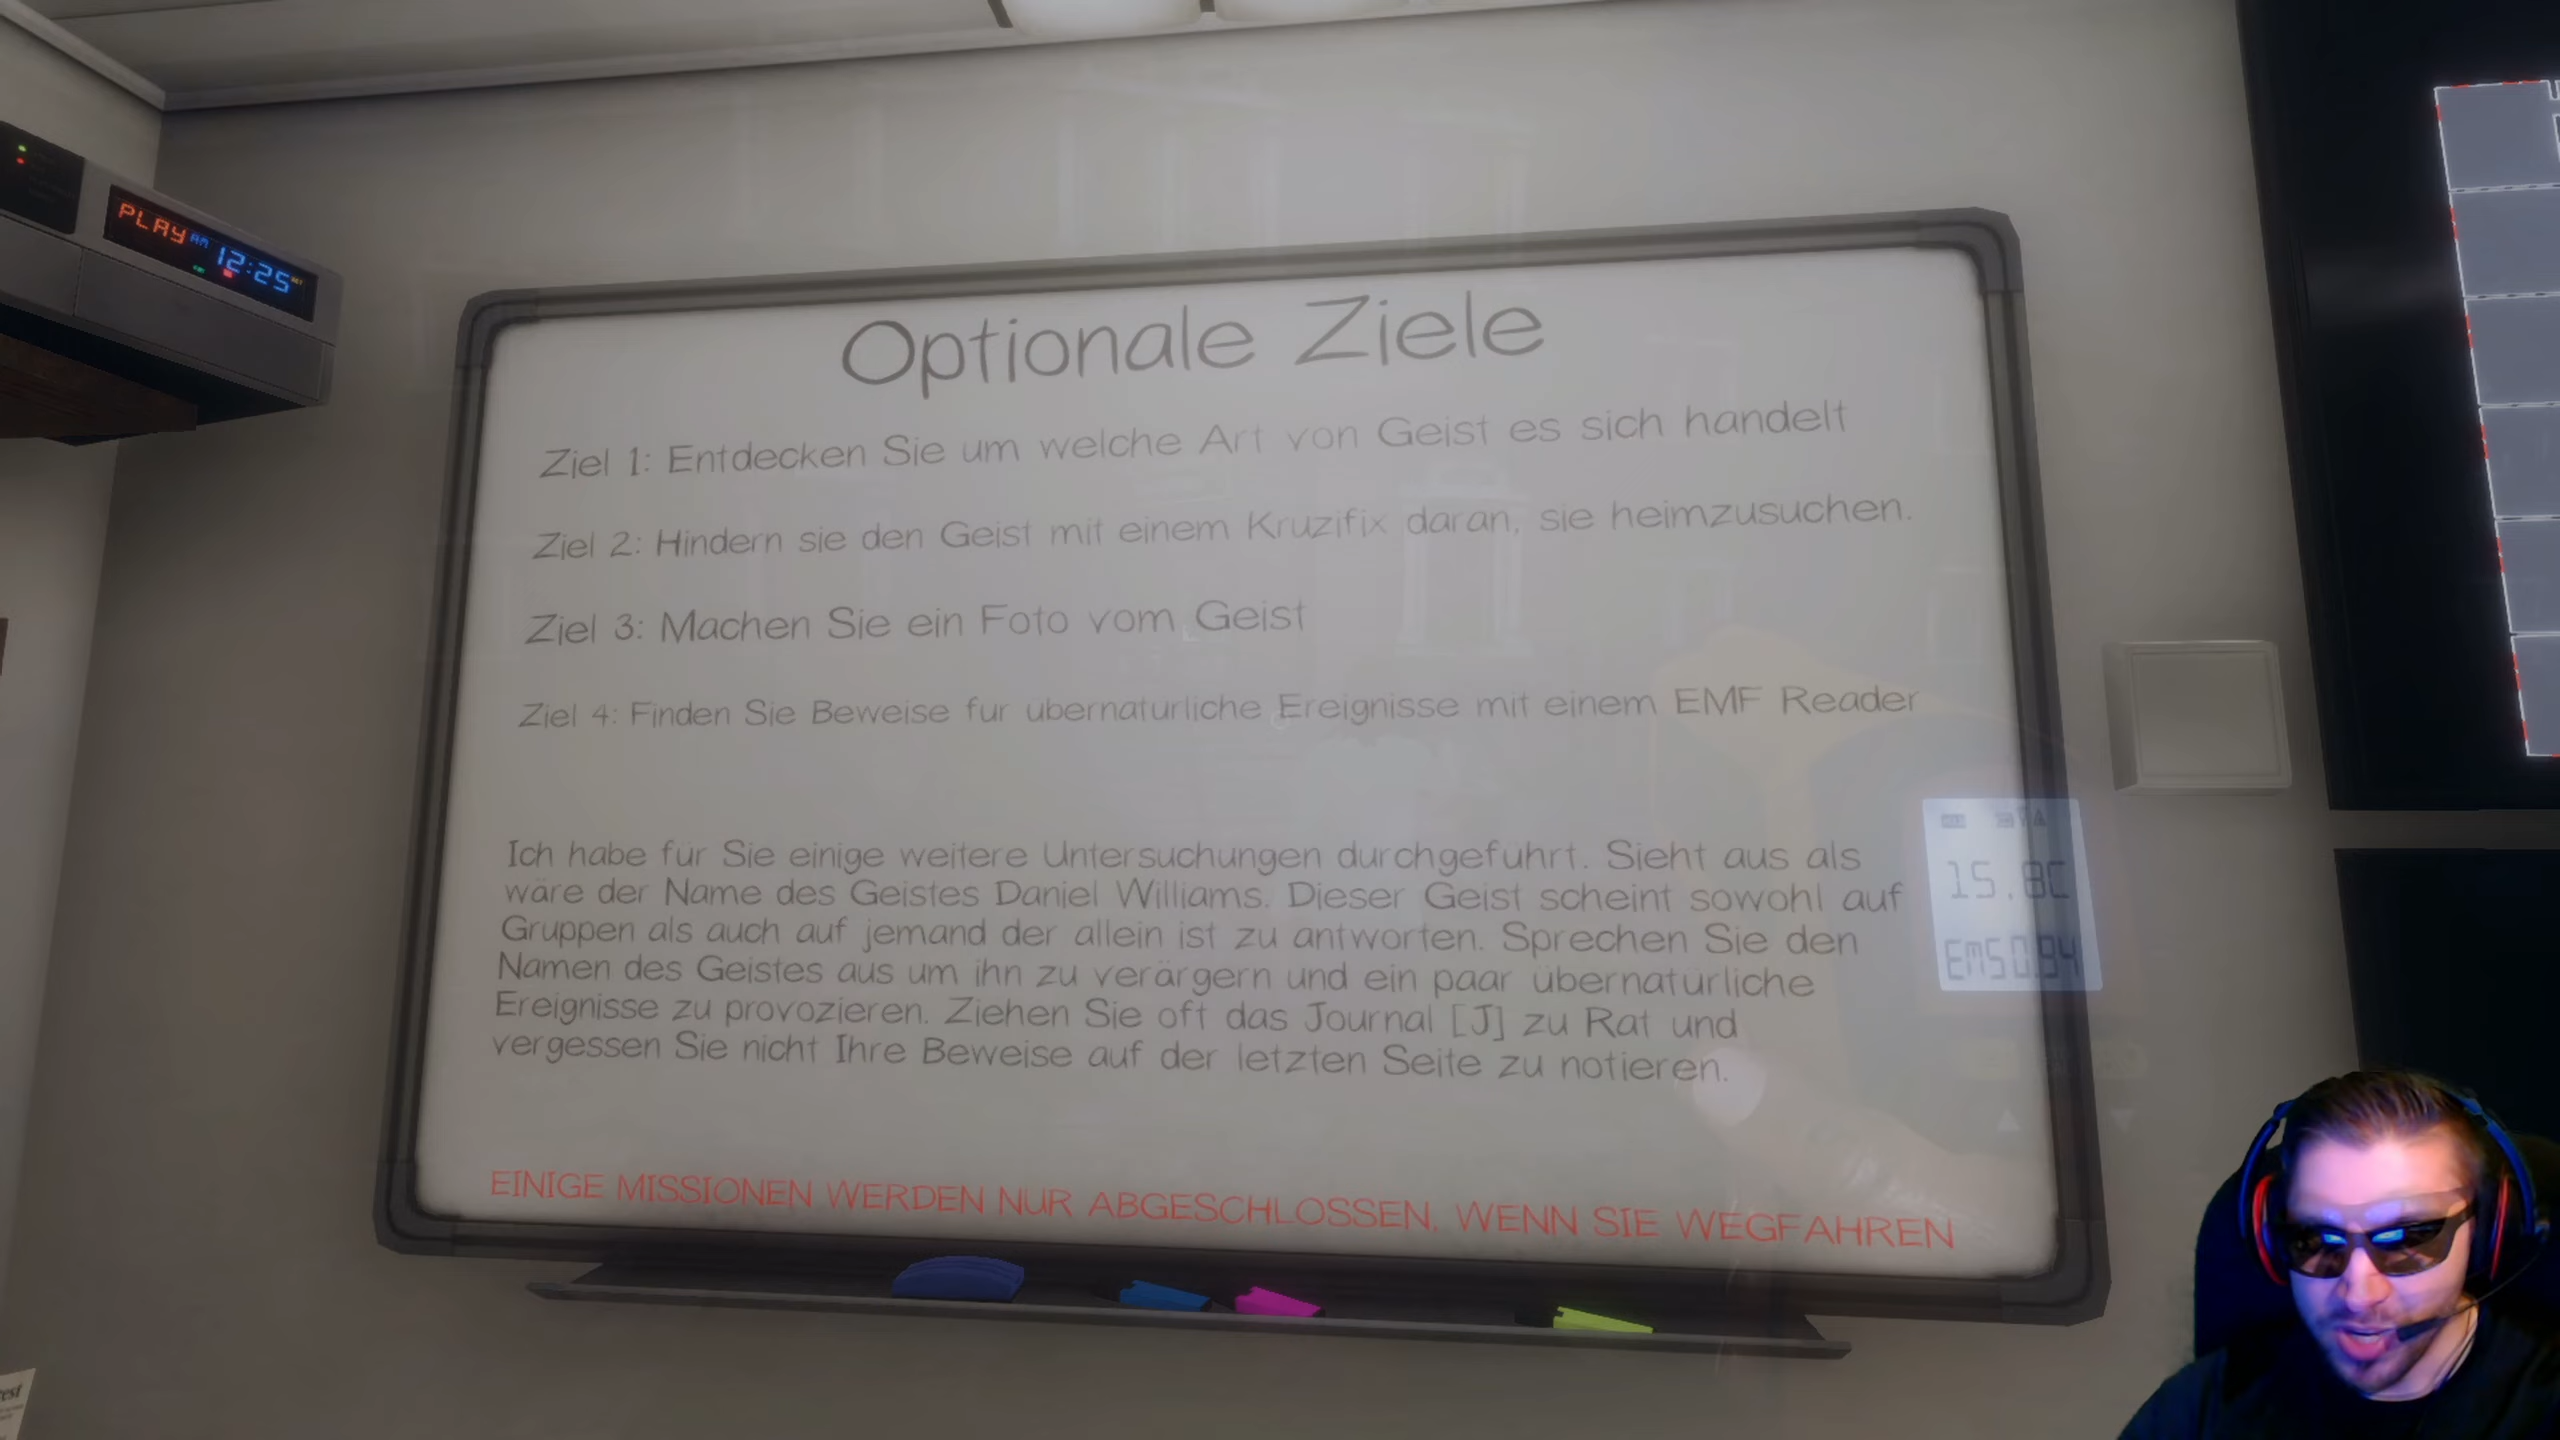 PLAY AM 12:25
Optionale Ziele
Ziel 1: Entdecken Sie um welche Art von Geist es sich handelt
Ziel 2: Hindern sie den Geist mit einem Kruzifix daran, sie heimzusuchen.
Ziel 3: Machen Sie ein Foto vom Geist
Ziel 4: Finden Sie Beweise fur ubernaturliche Ereignisse mit einem EMF Reader
Ich habe für Sie einige weitere Untersuchungen durchgeführt. Sieht aus als
wäre der Name des Geistes Daniel Williams. Dieser Geist scheint sowohl auf
Gruppen als auch auf jemand der allein ist zu antworten. Sprechen Sie den
Namen des Geistes aus um ihn zu verärgern und ein paar übernatürliche
Ereignisse zu provozieren. Ziehen Sie oft das Journal [J] zu Rat und
vergessen Sie nicht Ihre Beweise auf der letzten Seite zu notieren.
EINIGE MISSIONEN WERDEN NUR ABGESCHLOSSEN, WENN SIE WEGFAHREN
15.8C